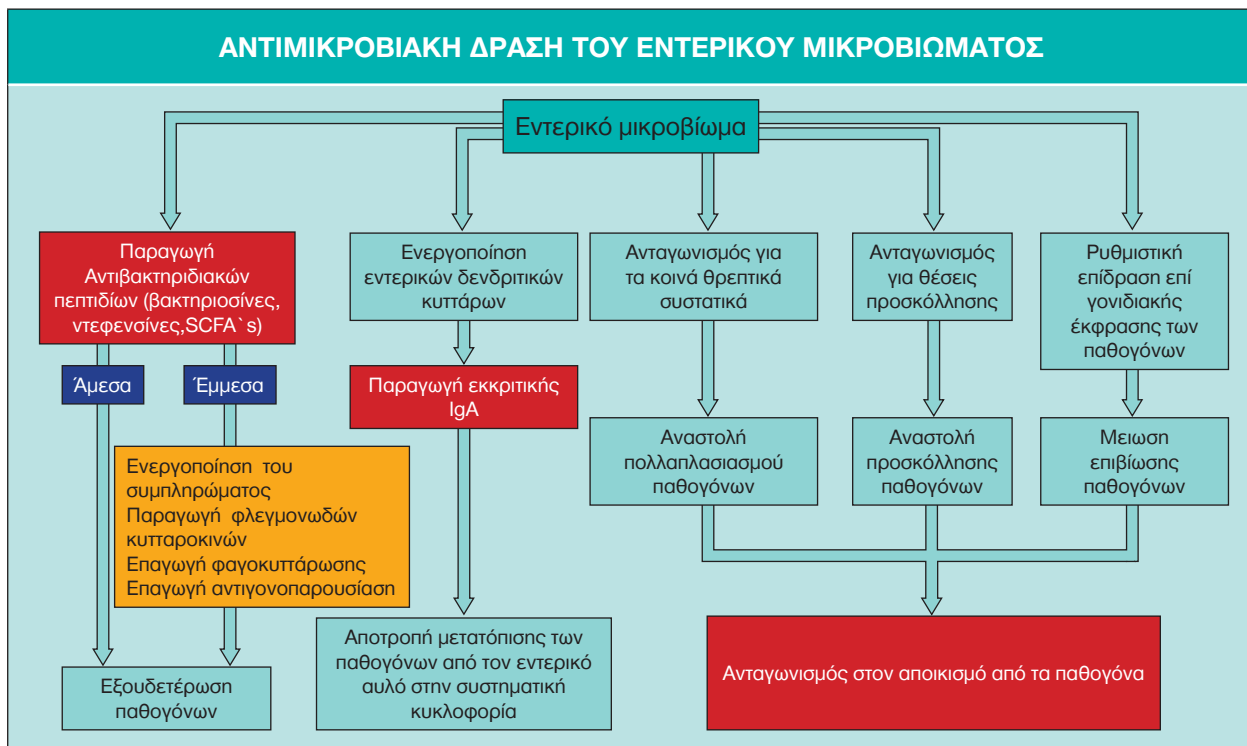 ΑΝΤΙΜΙΚΡΟΒΙΑΚΗ ΔΡΑΣΗ ΤΟΥ ΕΝΤΕΡΙΚΟΥ ΜΙΚΡΟΒΙΩΜΑΤΟΣ
Εντερικό μικροβίωμα
Παραγωγή
Αντιβακτηριδιακών
πεπτιδίων (βακτηριοσίνες,
ντεφενσίνες,SCFA`s)
Άμεσα
Έμμεσα
Ενεργοποίηση του
συμπληρώματος
Παραγωγή φλεγμονωδών
κυτταροκινών
Επαγωγή φαγοκυττάρωσης
Επαγωγή αντιγονοπαρουσίαση
Εξουδετέρωση
παθογόνων
Ενεργοποίηση
εντερικών δενδριτικών
κυττάρων
Παραγωγή εκκριτικής
IgA
Αποτροπή μετατόπισης των
παθογόνων από τον εντερικό
αυλό στην συστηματική
κυκλοφορία
Ανταγωνισμός για
τα κοινά θρεπτικά
συστατικά
Αναστολή
πολλαπλασιασμού
παθογόνων
Ανταγωνισμός
για θέσεις
προσκόλλησης
Αναστολή
προσκόλλησης
παθογόνων
Ρυθμιστική
επίδραση επί
γονιδιακής
έκφρασης των
παθογόνων
Μειωση
επιβίωσης
παθογόνων
Ανταγωνισμός στον αποικισμό από τα παθογόνα